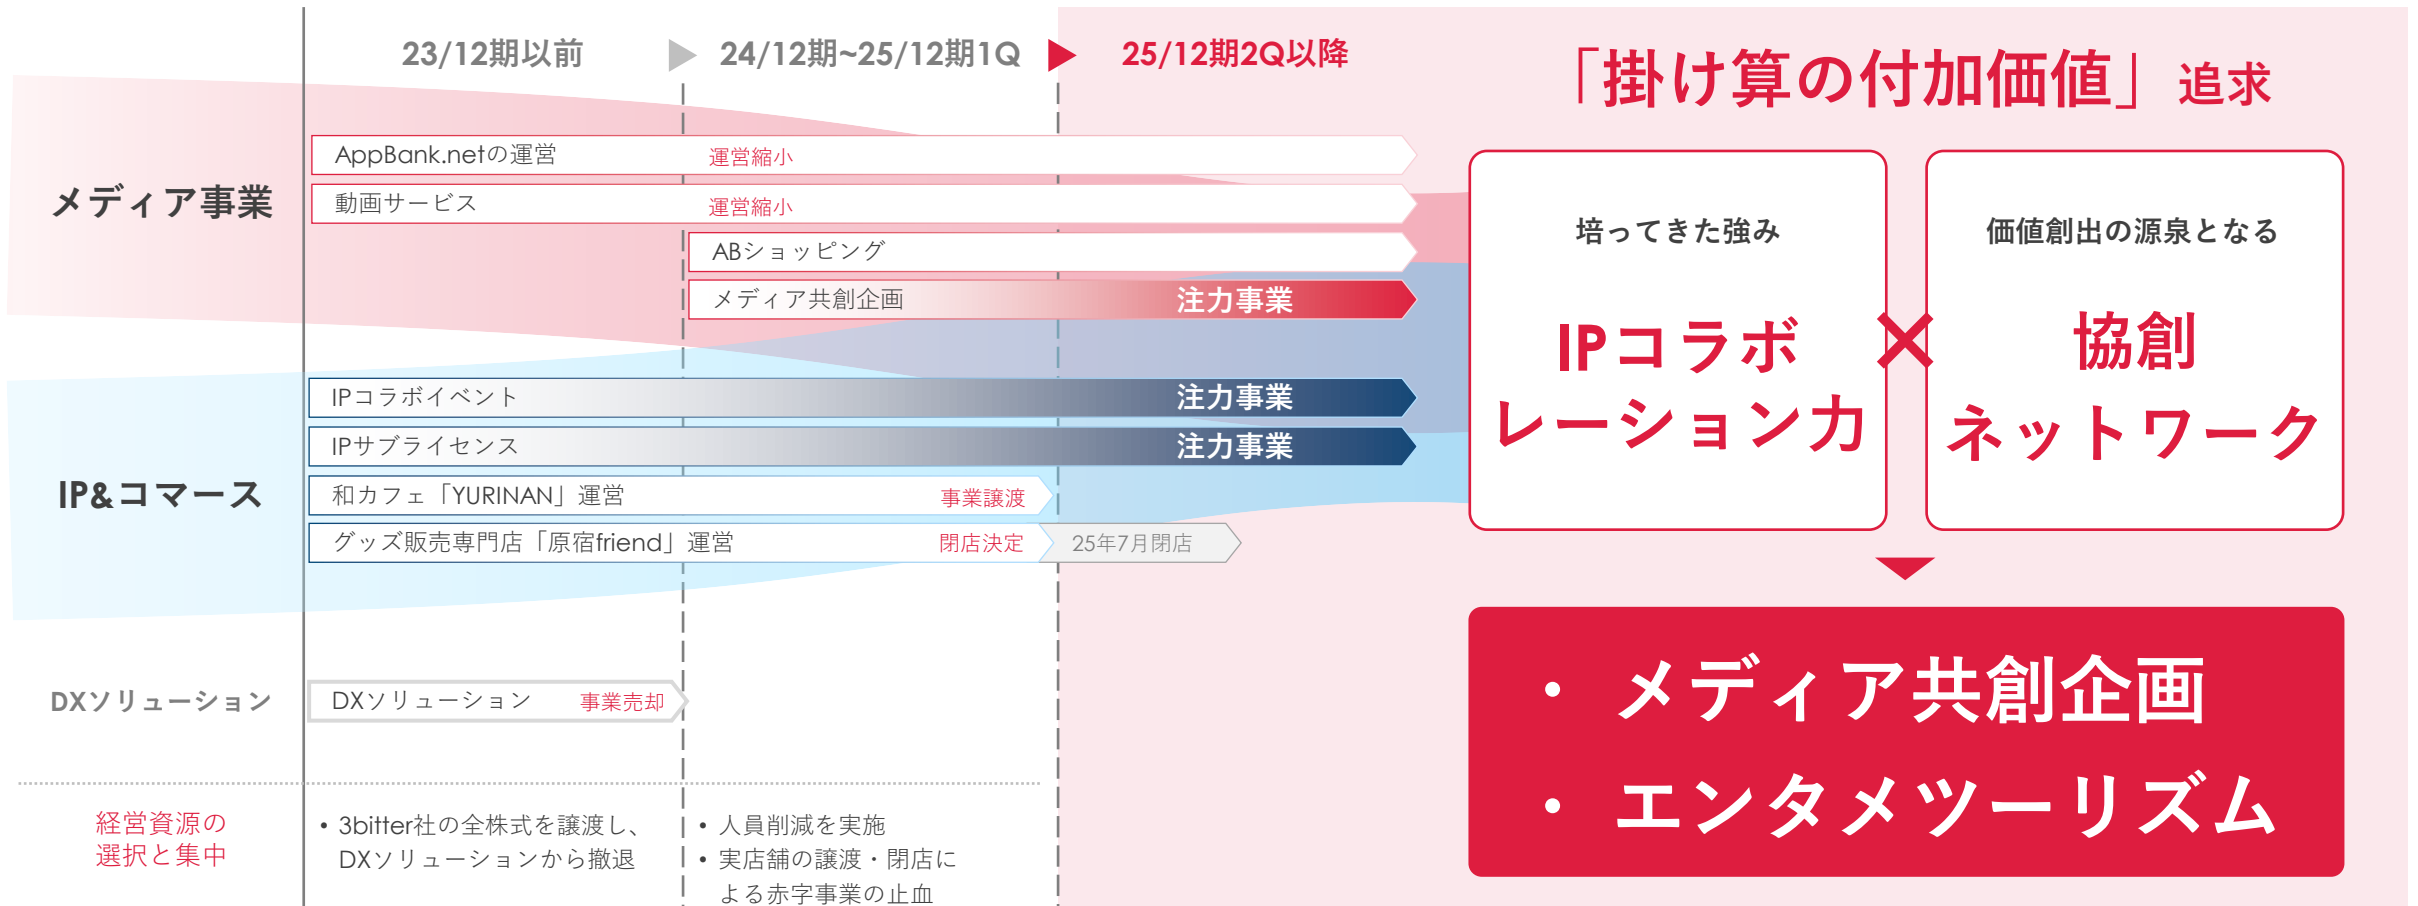 23/12期以前
24/12期~25/12期1Q
25/12期2Q以降
メディア事業
AppBank.netの運営
運営縮小
動画サービス
運営縮小
ABショッピング
メディア共創企画
注力事業
IP&コマース
IPコラボイベント
注力事業
IPサブライセンス
注力事業
和カフェ「YURINAN」運営
事業譲渡
グッズ販売専門店「原宿friend」運営
閉店決定
25年7月閉店
DXソリューション
DXソリューション
事業売却
経営資源の
選択と集中
• 3bitter社の全株式を譲渡し、
DXソリューションから撤退
• 人員削減を実施
• 実店舗の譲渡・閉店に
よる赤字事業の止血
「掛け算の付加価値」追求
培ってきた強み
IPコラボ
レーション力
×
価値創出の源泉となる
協創
ネットワーク
• メディア共創企画
• エンタメツーリズム